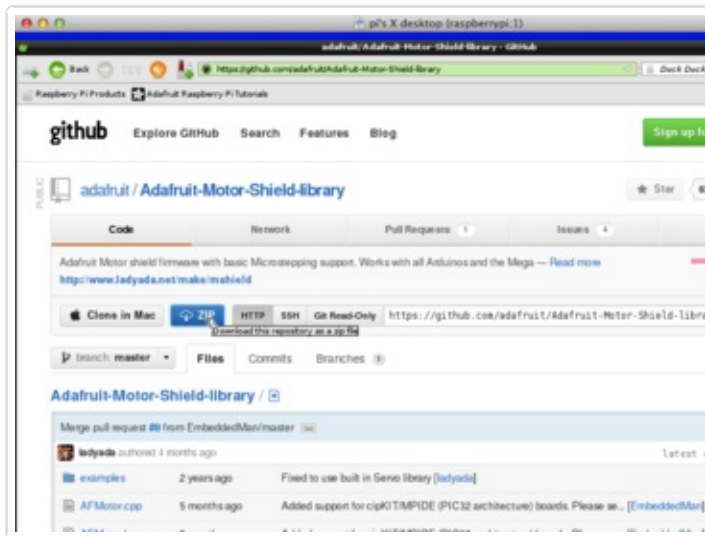 pi's X desktop (raspberrypi:1)
adafruit/Adafruit-Motor-Shield-library - GitHub
Back https://github.com/adafruit/Adafruit-Motor-Shield-library Duck Duck
Raspberry Pi Products Adafruit Raspberry Pi Tutorials
github Explore GitHub Search Features Blog Sign up fo
PUBLIC
adafruit / Adafruit-Motor-Shield-library Star
Code Network Pull Requests 1 Issues 4
Adafruit Motor shield firmware with basic Microstepping support. Works with all Arduinos and the Mega — Read more
http://www.ladyada.net/make/mshield
Clone in Mac ZIP HTTP SSH Git Read-Only https://github.com/adafruit/Adafruit-Motor-Shield-libra
Download this repository as a zip file
branch: master Files Commits Branches 1
Adafruit-Motor-Shield-library /
Merge pull request from EmbeddedMan/master
ladyada authored 4 months ago latest
examples 2 years ago Fixed to use built in Servo library [ladyada]
AFMotor.cpp 5 months ago Added support for cipKIT/MPIDE (PIC32 architecture) boards. Please se... [EmbeddedMan]